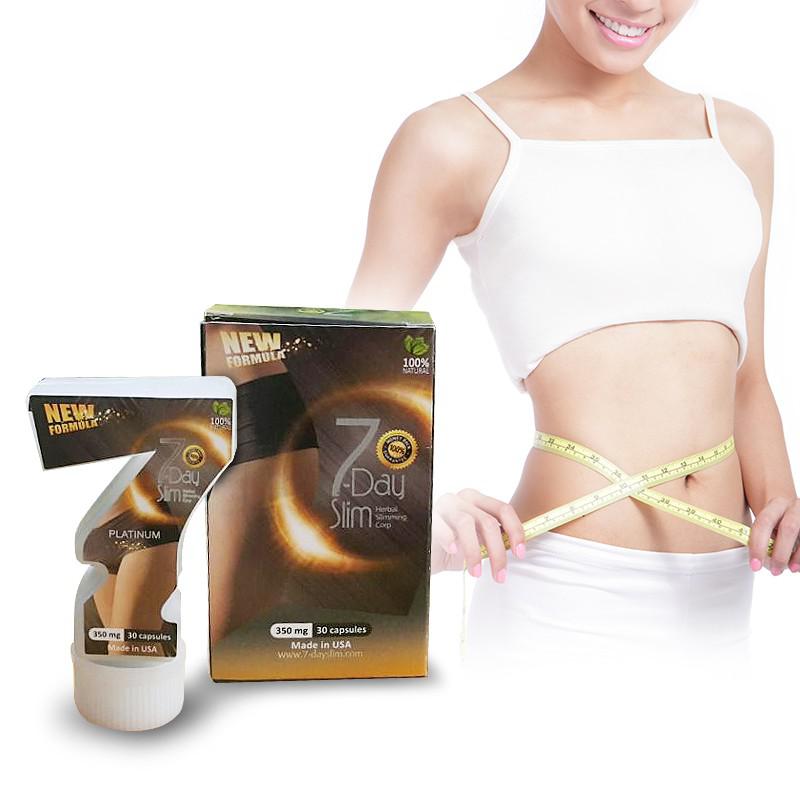 NEW
FORMULA
100%
NATURAL
7
-Day
Slim
Herbal
Slimming
Corp
100%
350 mg 30 capsules
Made in USA
www.7-dayslim.com
NEW
FORMULA
100%
7
-Day
Slim
PLATINUM
350 mg 30 capsules
Made in USA